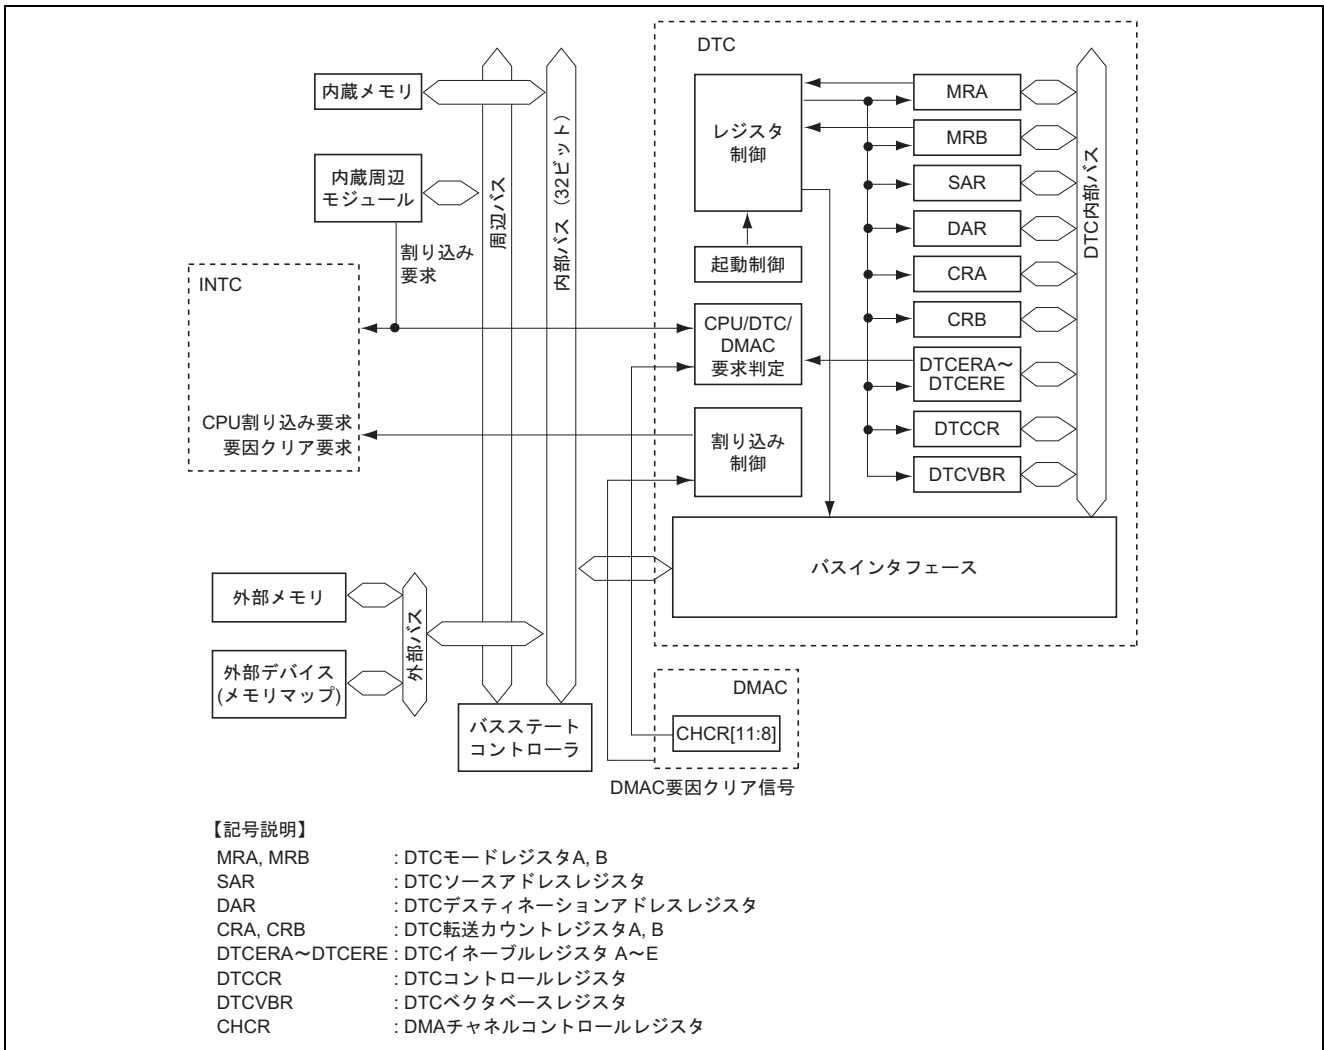 DTC
内蔵メモリ
内蔵周辺
モジュール
割り込み
要求
INTC
CPU割り込み要求
要因クリア要求
周辺バス
内部バス（32ビット）
レジスタ
制御
起動制御
CPU/DTC/
DMAC
要求判定
割り込み
制御
MRA
MRB
SAR
DAR
CRA
CRB
DTCERA～
DTCERE
DTCCR
DTCVBR
DTC内部バス
バスインタフェース
外部メモリ
外部デバイス
(メモリマップ)
外部バス
バスステート
コントローラ
DMAC
CHCR[11:8]
DMAC要因クリア信号
【記号説明】
MRA, MRB : DTCモードレジスタA, B
SAR : DTCソースアドレスレジスタ
DAR : DTCデスティネーションアドレスレジスタ
CRA, CRB : DTC転送カウントレジスタA, B
DTCERA～DTCERE : DTCイネーブルレジスタ A～E
DTCCR : DTCコントロールレジスタ
DTCVBR : DTCベクタベースレジスタ
CHCR : DMAチャネルコントロールレジスタ